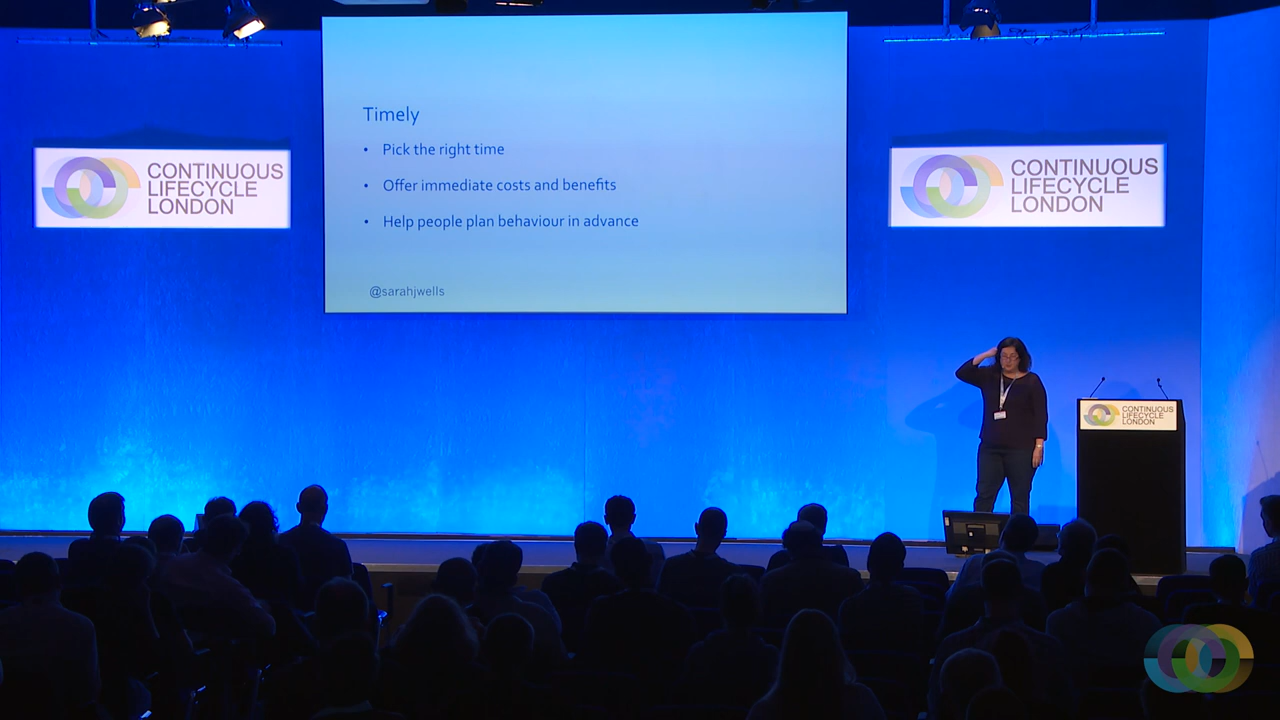 Timely
• Pick the right time
• Offer immediate costs and benefits
• Help people plan behaviour in advance
@sarahjwells
CONTINUOUS
LIFECYCLE
LONDON
CONTINUOUS
LIFECYCLE
LONDON
CONTINUOUS
LIFECYCLE
LONDON